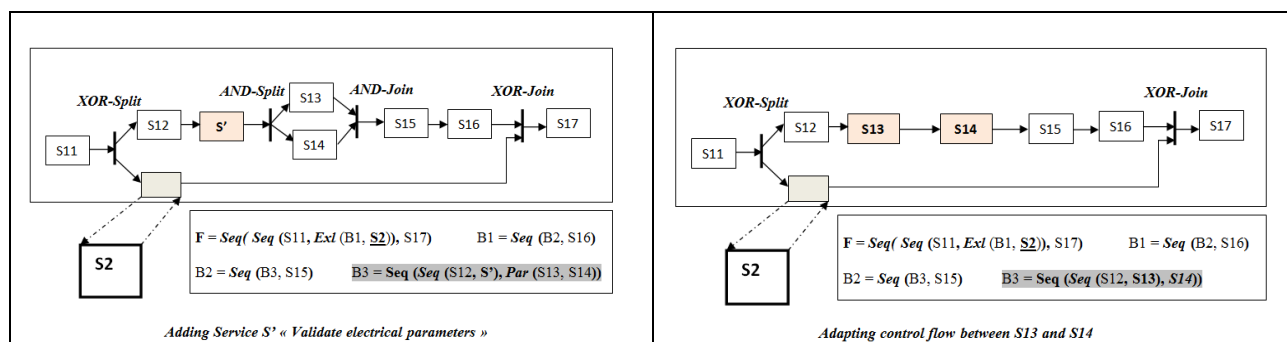 XOR-Split
AND-Split
AND-Join
XOR-Join
S11
S12
S'
S13
S14
S15
S16
S17
S2
F = Seq( Seq (S11, Exl (B1, S2)), S17) B1 = Seq (B2, S16)
B2 = Seq (B3, S15) B3 = Seq (Seq (S12, S'), Par (S13, S14))
Adding Service S' « Validate electrical parameters »
XOR-Split
XOR-Join
S11
S12
S13
S14
S15
S16
S17
S2
F = Seq( Seq (S11, Exl (B1, S2)), S17) B1 = Seq (B2, S16)
B2 = Seq (B3, S15) B3 = Seq (Seq (S12, S13), S14))
Adapting control flow between S13 and S14